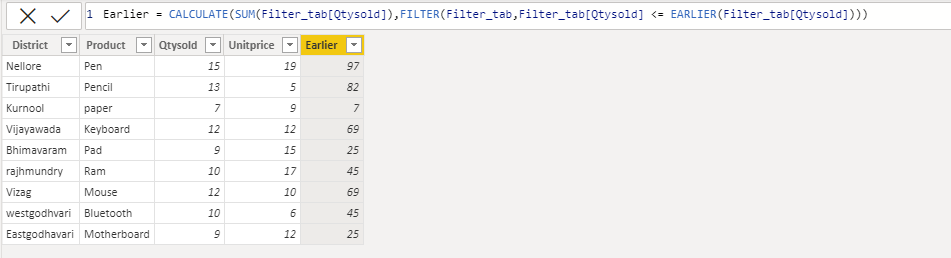 1 Earlier = CALCULATE(SUM(Filter_tab[Qtysold]),FILTER(Filter_tab,Filter_tab[Qtysold] <= EARLIER(Filter_tab[Qtysold])))
District Product Qtysold Unitprice Earlier
Nellore Pen 15 19 97
Tirupathi Pencil 13 5 82
Kurnool paper 7 9 7
Vijayawada Keyboard 12 12 69
Bhimavaram Pad 9 15 25
rajhmundry Ram 10 17 45
Vizag Mouse 12 10 69
westgodhvari Bluetooth 10 6 45
Eastgodhavari Motherboard 9 12 25